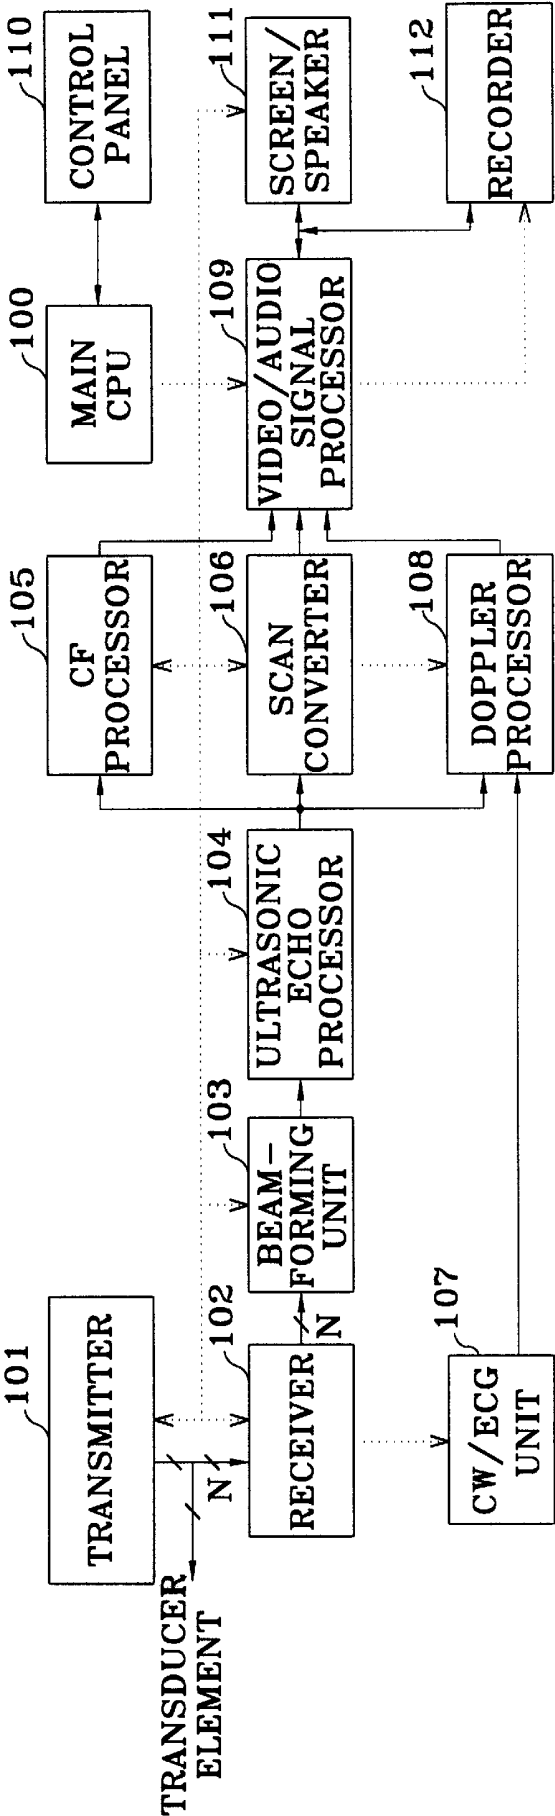 101
TRANSMITTER
TRANSDUCER
ELEMENT
N
102
RECEIVER
N
103
BEAM-
FORMING
UNIT
104
ULTRASONIC
ECHO
PROCESSOR
105
CF
PROCESSOR
106
SCAN
CONVERTER
107
CW/ECG
UNIT
108
DOPPLER
PROCESSOR
100
MAIN
CPU
109
VIDEO/AUDIO
SIGNAL
PROCESSOR
110
CONTROL
PANEL
111
SCREEN/
SPEAKER
112
RECORDER